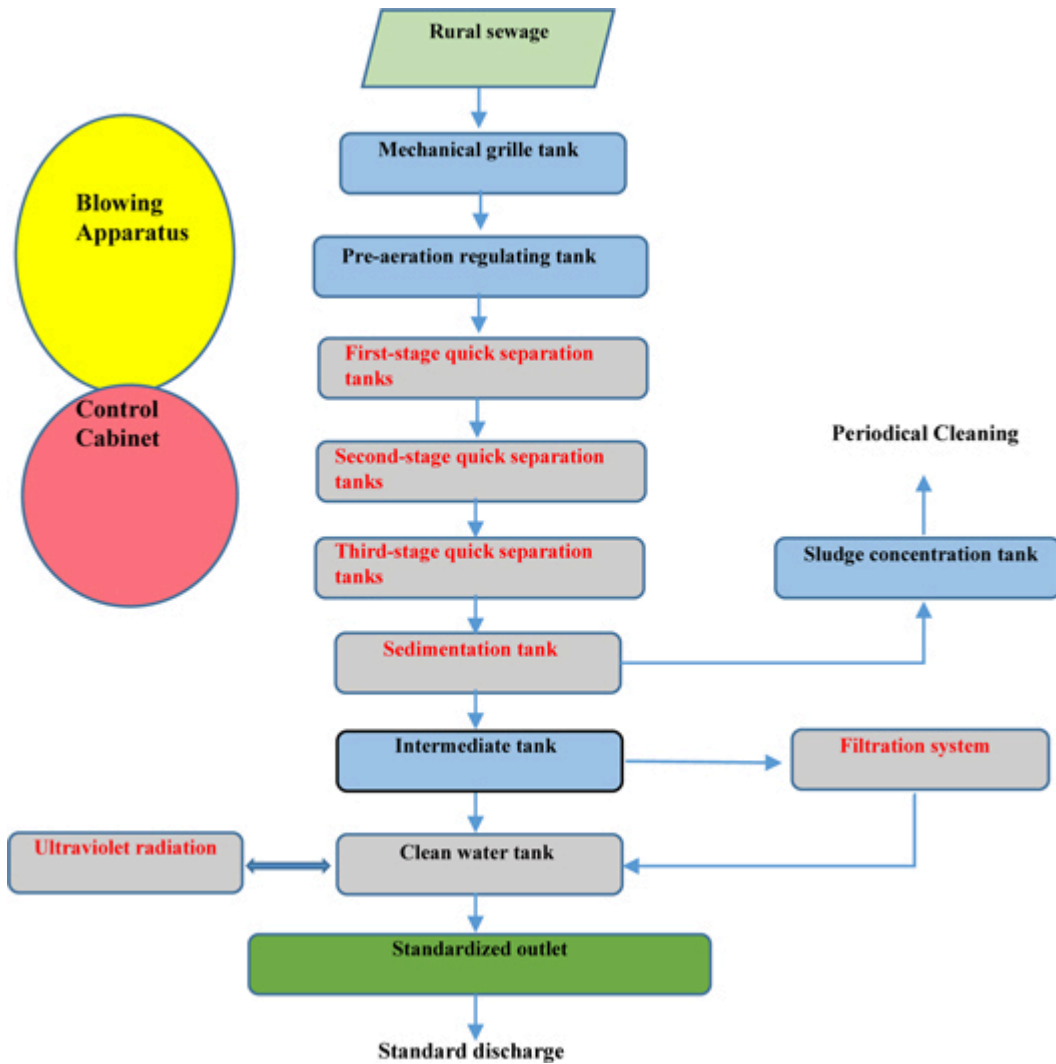 Rural sewage
Mechanical grille tank
Blowing
Apparatus
Pre-aeration regulating tank
First-stage quick separation
tanks
Control
Cabinet
Periodical Cleaning
Second-stage quick separation
tanks
Third-stage quick separation
tanks
Sludge concentration tank
Sedimentation tank
Intermediate tank
Filtration system
Ultraviolet radiation
Clean water tank
Standardized outlet
Standard discharge